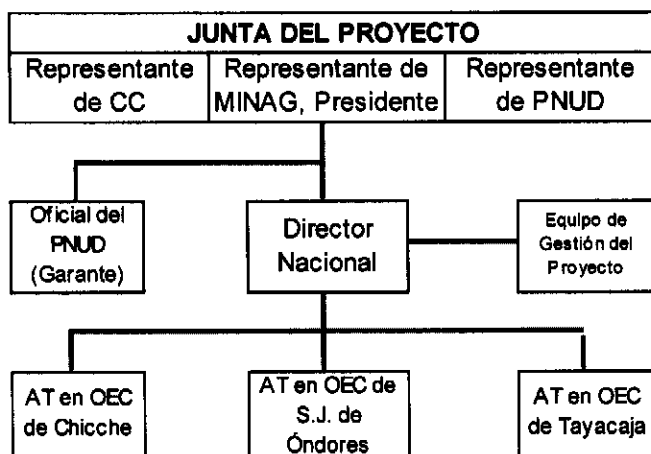 JUNTA DEL PROYECTO
Representante
de CC
Representante de
MINAG, Presidente
Representante
de PNUD
Oficial del
PNUD
(Garante)
Director
Nacional
Equipo de
Gestión del
Proyecto
AT en OEC
de Chicche
AT en OEC de
S.J. de
Óndores
AT en OEC
de Tayacaja